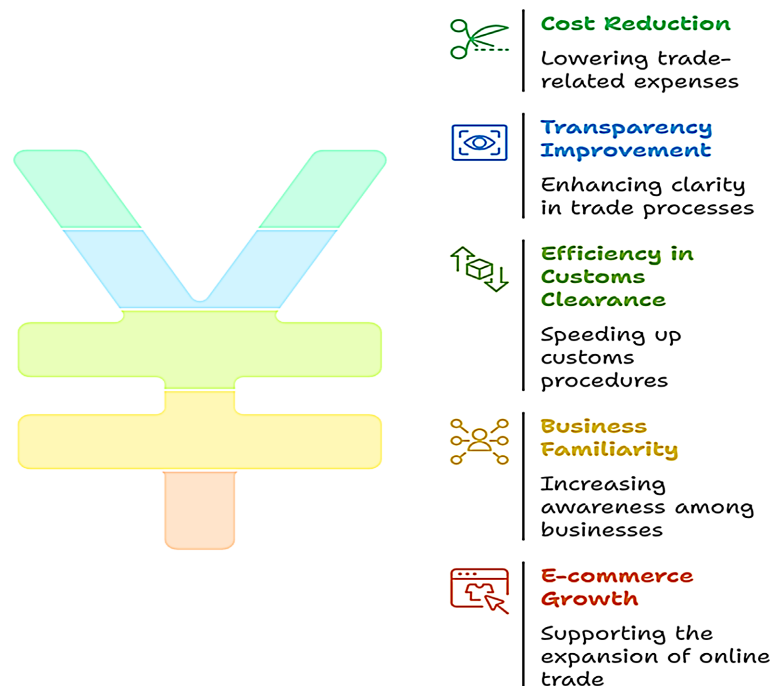 Cost Reduction
Lowering trade-
related expenses
Transparency
Improvement
Enhancing clarity
in trade processes
Efficiency in
Customs
Clearance
Speeding up
customs
procedures
Business
Familiarity
Increasing
awareness among
businesses
E-commerce
Growth
Supporting the
expansion of online
trade